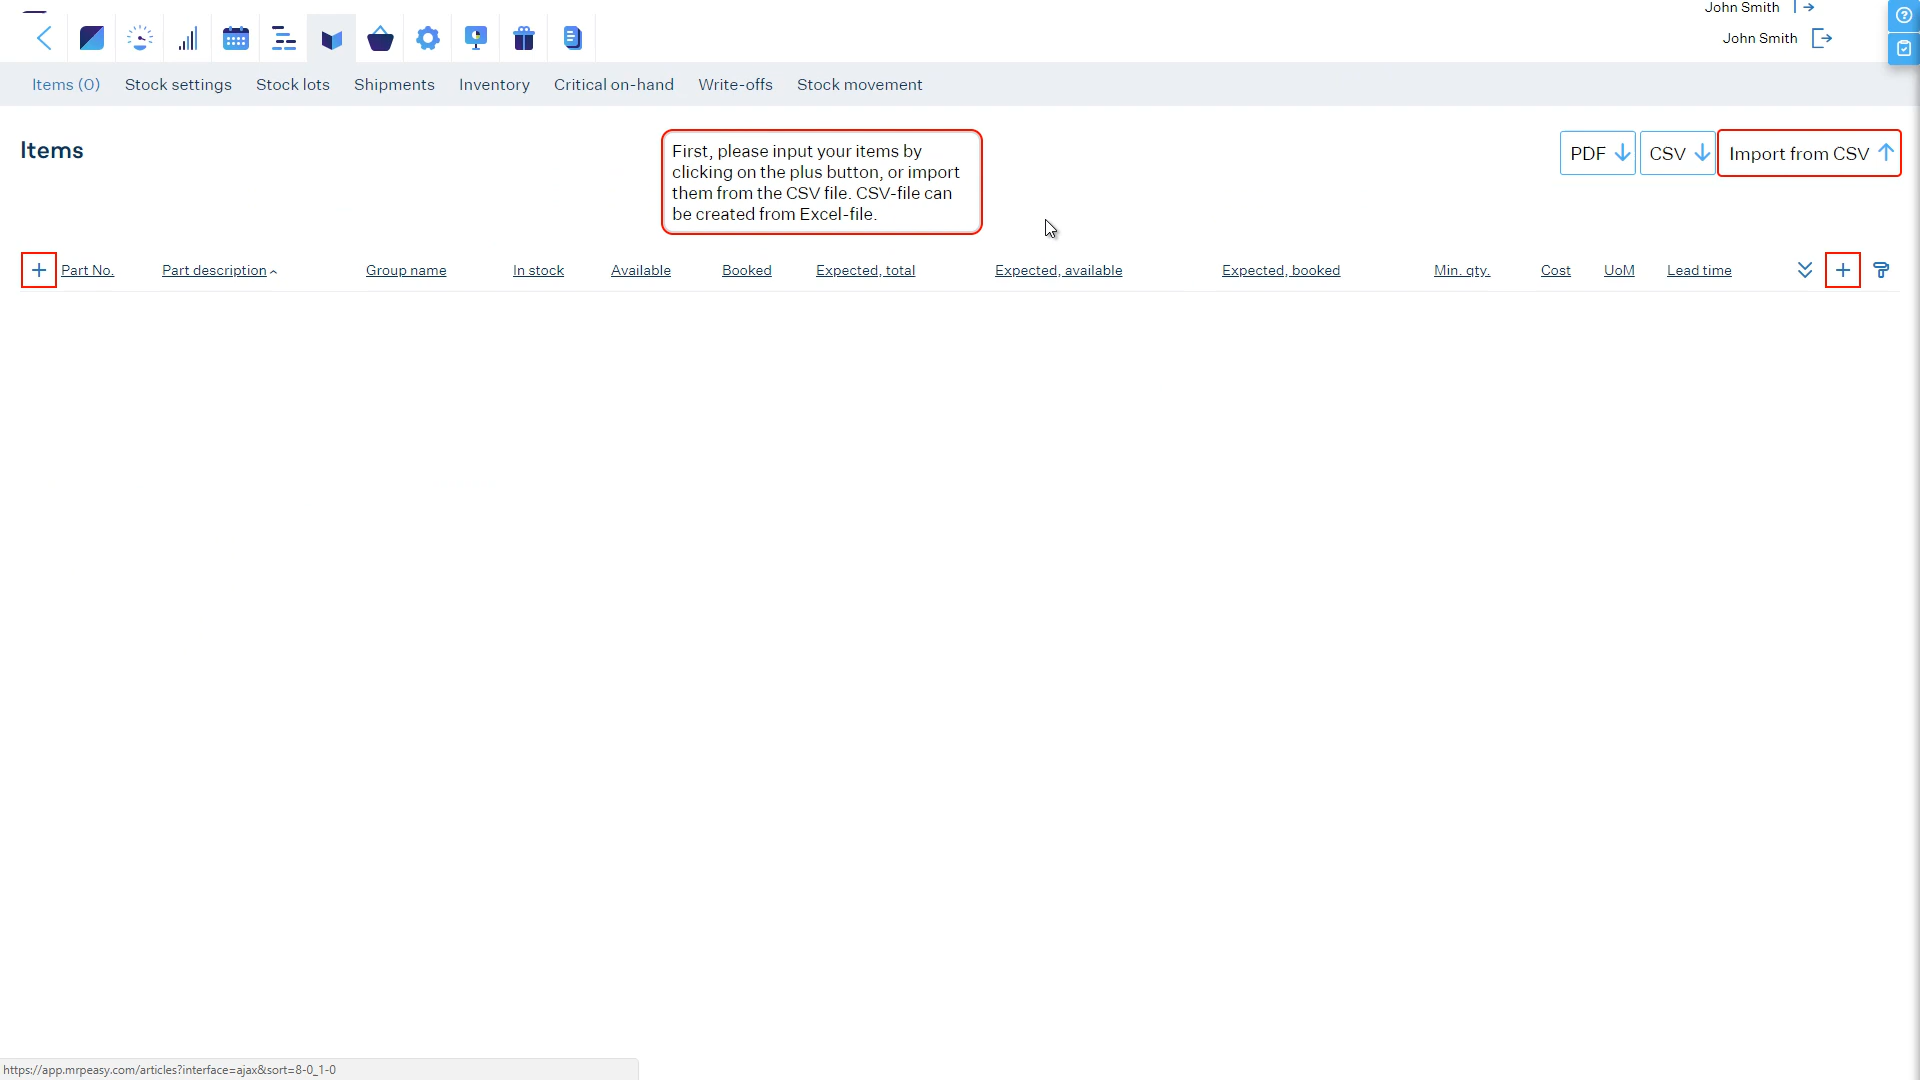 John Smith
John Smith
Items (0) Stock settings Stock lots Shipments Inventory Critical on-hand Write-offs Stock movement
Items
First, please input your items by
clicking on the plus button, or import
them from the CSV file. CSV-file can
be created from Excel-file.
PDF CSV Import from CSV
Part No. Part description Group name In stock Available Booked Expected, total Expected, available Expected, booked Min. qty. Cost UoM Lead time
https://app.mrpeasy.com/articles?interface=ajax&sort=8-0_1-0